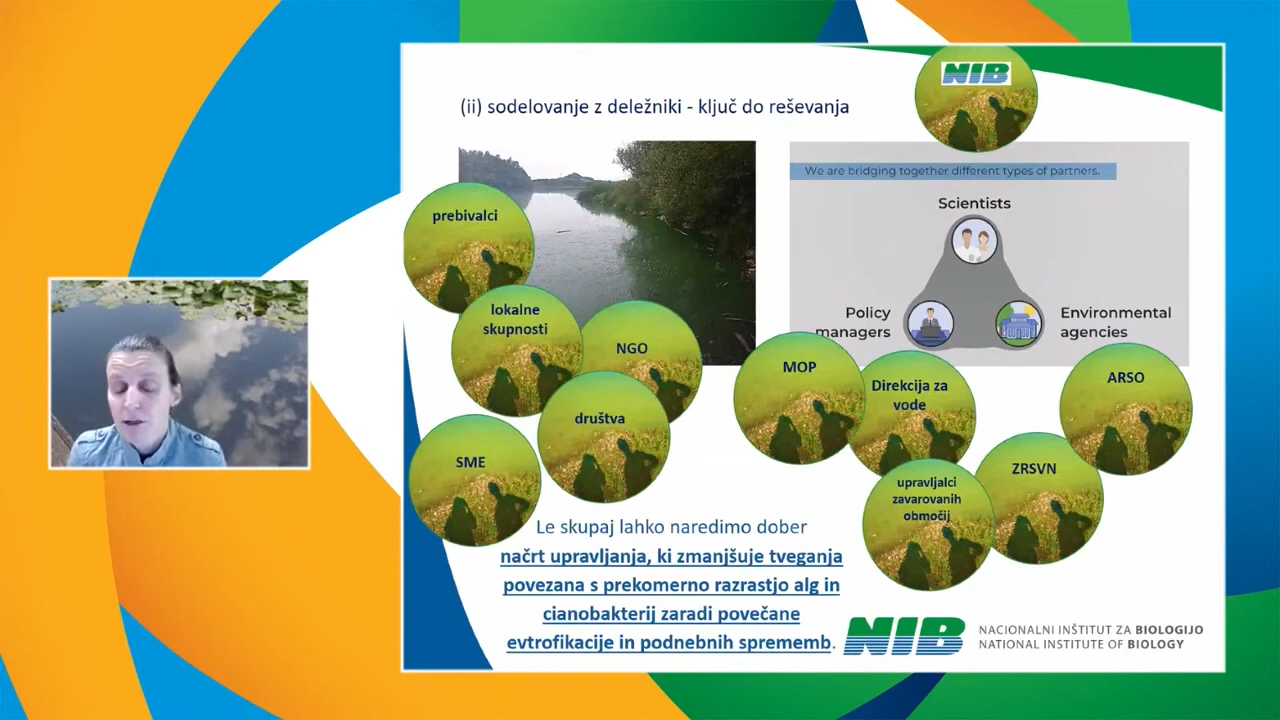 NIB
(ii) sodelovanje z deležniki - ključ do reševanja
We are bridging together different types of partners.
Scientists
Policy
managers
Environmental
agencies
prebivalci
lokalne
skupnosti
NGO
društva
SME
MOP
Direkcija za
vode
ARSO
ZRSVN
upravljalci
zavarovanih
območij
Le skupaj lahko naredimo dober
načrt upravljanja, ki zmanjšuje tveganja
povezana s prekomerno razrastjo alg in
cianobakterij zaradi povečane
evtrofikacije in podnebnih sprememb.
NIB
NACIONALNI INŠTITUT ZA BIOLOGIJO
NATIONAL INSTITUTE OF BIOLOGY